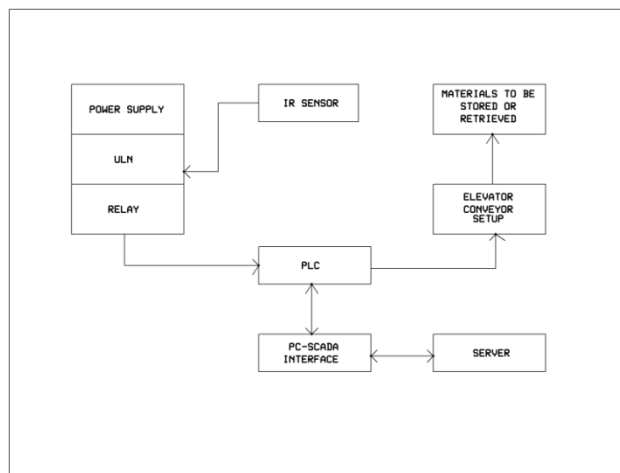 POWER SUPPLY
ULN
RELAY
IR SENSOR
MATERIALS TO BE
STORED OR
RETRIEVED
ELEVATOR
CONVEYOR
SETUP
PLC
PC-SCADA
INTERFACE
SERVER